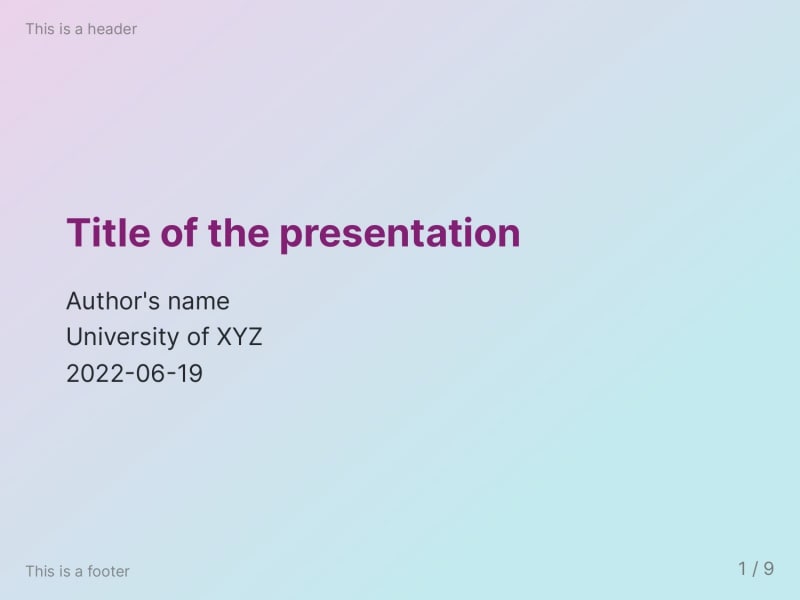 This is a header
Title of the presentation
Author's name
University of XYZ
2022-06-19
This is a footer
1 / 9